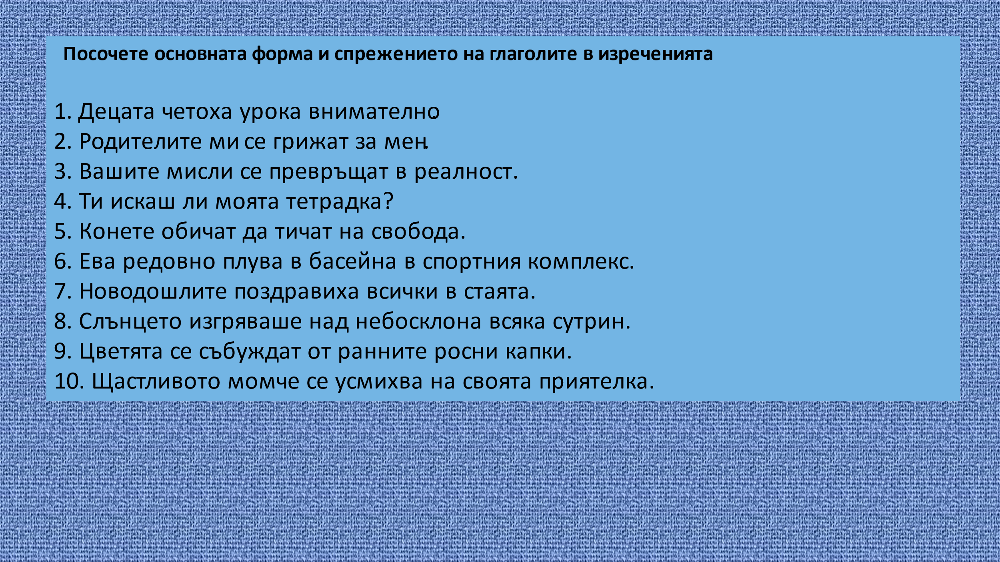 Посочете основната форма и спрежението на глаголите в изреченията:
1. Децата четоха урока внимателно.
2. Родителите ми се грижат за мен.
3. Вашите мисли се превръщат в реалност.
4. Ти искаш ли моята тетрадка?
5. Конете обичат да тичат на свобода.
6. Ева редовно плува в басейна в спортния комплекс.
7. Новодошлите поздравиха всички в стаята.
8. Слънцето изгряваше над небосклона всяка сутрин.
9. Цветята се събуждат от ранните росни капки.
10. Щастливото момче се усмихва на своята приятелка.